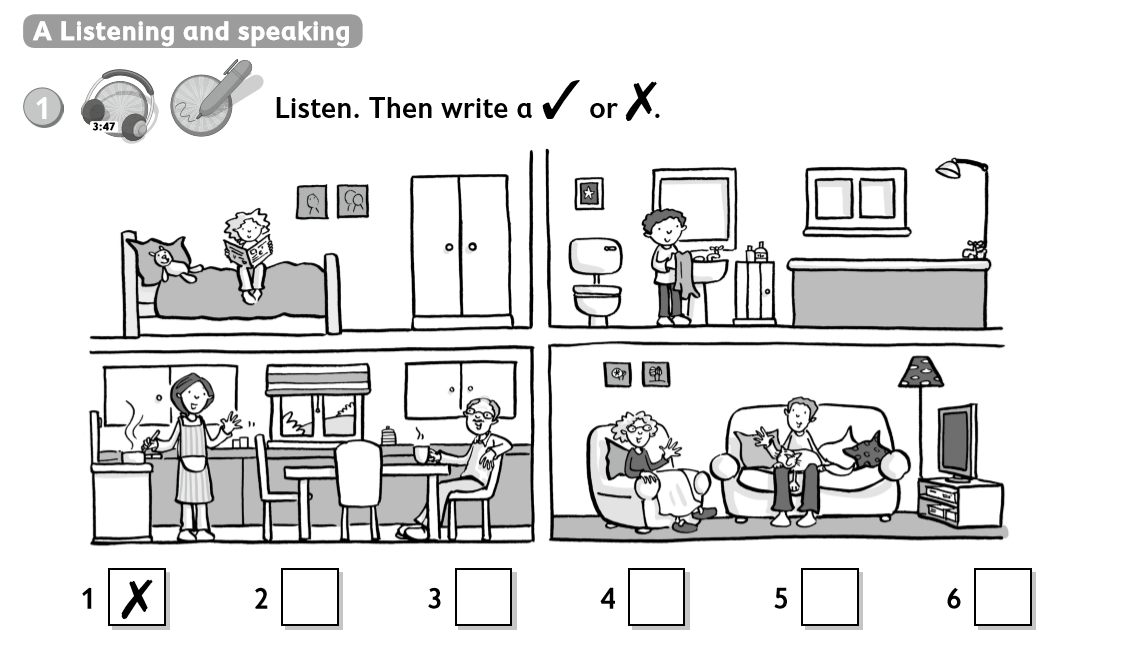 A Listening and speaking
1
3:47
Listen. Then write a ✓ or ✗.
1 ✗ 2 3 4 5 6